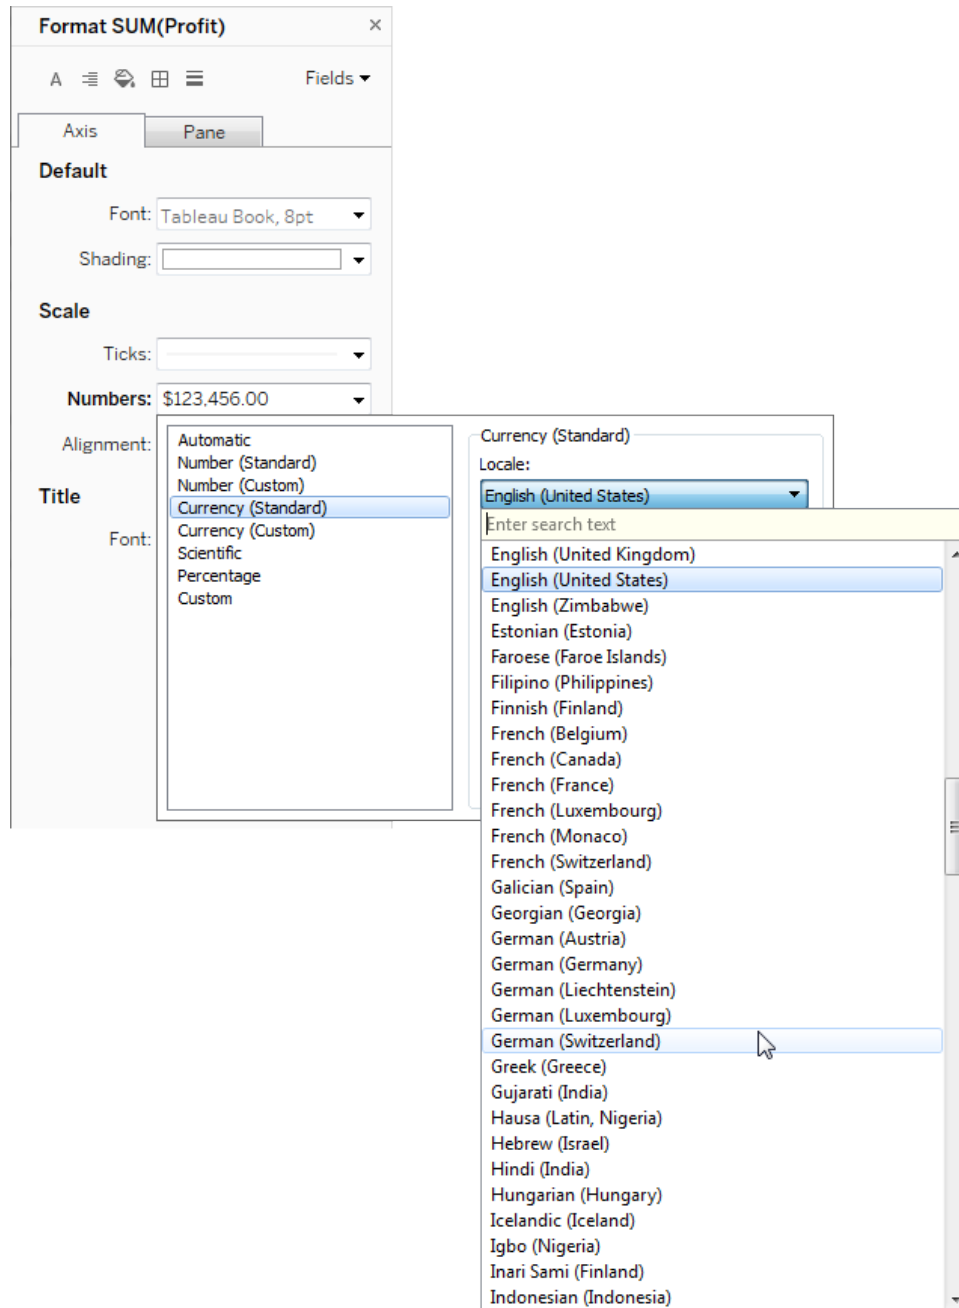 Format SUM(Profit) ×
A Fields
Axis Pane
Default
Font: Tableau Book, 8pt
Shading:
Scale
Ticks:
Numbers: $123,456.00
Alignment:
Title
Font:
Automatic
Number (Standard)
Number (Custom)
Currency (Standard)
Currency (Custom)
Scientific
Percentage
Custom
Currency (Standard)
Locale:
English (United States)
Enter search text
English (United Kingdom)
English (United States)
English (Zimbabwe)
Estonian (Estonia)
Faroese (Faroe Islands)
Filipino (Philippines)
Finnish (Finland)
French (Belgium)
French (Canada)
French (France)
French (Luxembourg)
French (Monaco)
French (Switzerland)
Galician (Spain)
Georgian (Georgia)
German (Austria)
German (Germany)
German (Liechtenstein)
German (Luxembourg)
German (Switzerland)
Greek (Greece)
Gujarati (India)
Hausa (Latin, Nigeria)
Hebrew (Israel)
Hindi (India)
Hungarian (Hungary)
Icelandic (Iceland)
Igbo (Nigeria)
Inari Sami (Finland)
Indonesian (Indonesia)